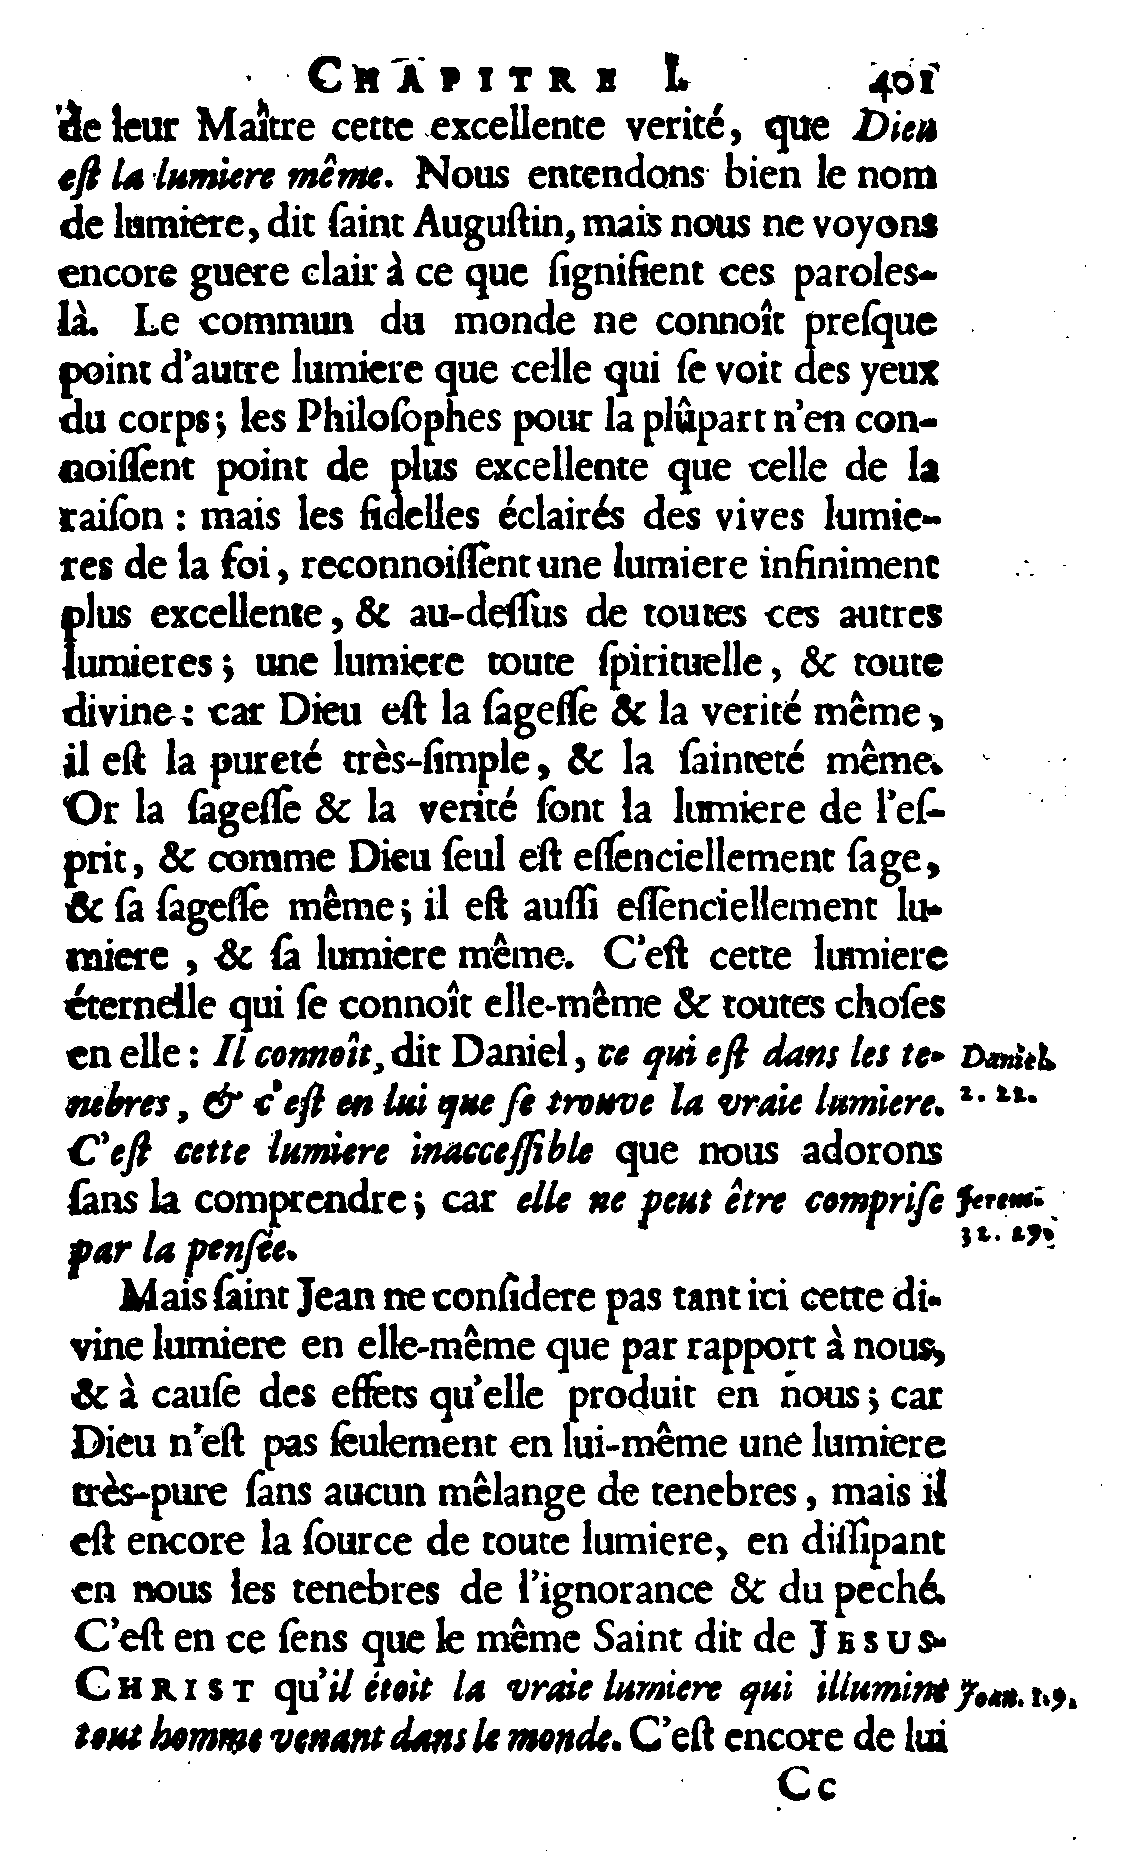 CHAPITRE I. 401
de leur Maître cette excellente verité, que Dieu
eſt la lumiere même. Nous entendons bien le nom
de lumiere, dit ſaint Auguſtin, mais nous ne voyons
encore guere clair à ce que ſignifient ces paroles-
là. Le commun du monde ne connoît preſque
point d'autre lumiere que celle qui ſe voit des yeux
du corps; les Philoſophes pour la plûpart n'en con-
noiſſent point de plus excellente que celle de la
raiſon : mais les fidelles éclairés des vives lumie-
res de la foi, reconnoiſſent une lumiere infiniment
plus excellente, & au-deſſus de toutes ces autres
lumieres; une lumiere toute ſpirituelle, & toute
divine : car Dieu eſt la ſageſſe & la verité même,
il eſt la pureté très-ſimple, & la ſainteté même.
Or la ſageſſe & la verité ſont la lumiere de l'eſ-
prit, & comme Dieu ſeul eſt eſſenciellement ſage,
& ſa ſageſſe même; il eſt auſſi eſſenciellement lu-
miere, & ſa lumiere même. C'eſt cette lumiere
éternelle qui ſe connoît elle-même & toutes choſes
en elle : Il connoît, dit Daniel, ce qui eſt dans les te- Daniel.
nebres, & c'eſt en lui que ſe trouve la vraie lumiere. 2. 22.
C'eſt cette lumiere inacceſſible que nous adorons
ſans la comprendre; car elle ne peut être compriſe Jerem.
par la penſée. 32. 19.
Mais ſaint Jean ne conſidere pas tant ici cette di-
vine lumiere en elle-même que par rapport à nous,
& à cauſe des effets qu'elle produit en nous; car
Dieu n'eſt pas ſeulement en lui-même une lumiere
très-pure ſans aucun mêlange de tenebres, mais il
eſt encore la ſource de toute lumiere, en diſſipant
en nous les tenebres de l'ignorance & du peché.
C'eſt en ce ſens que le même Saint dit de JESUS-
CHRIST qu'il étoit la vraie lumiere qui illumine Joan. 1. 9.
tout homme venant dans le monde. C'eſt encore de lui
Cc